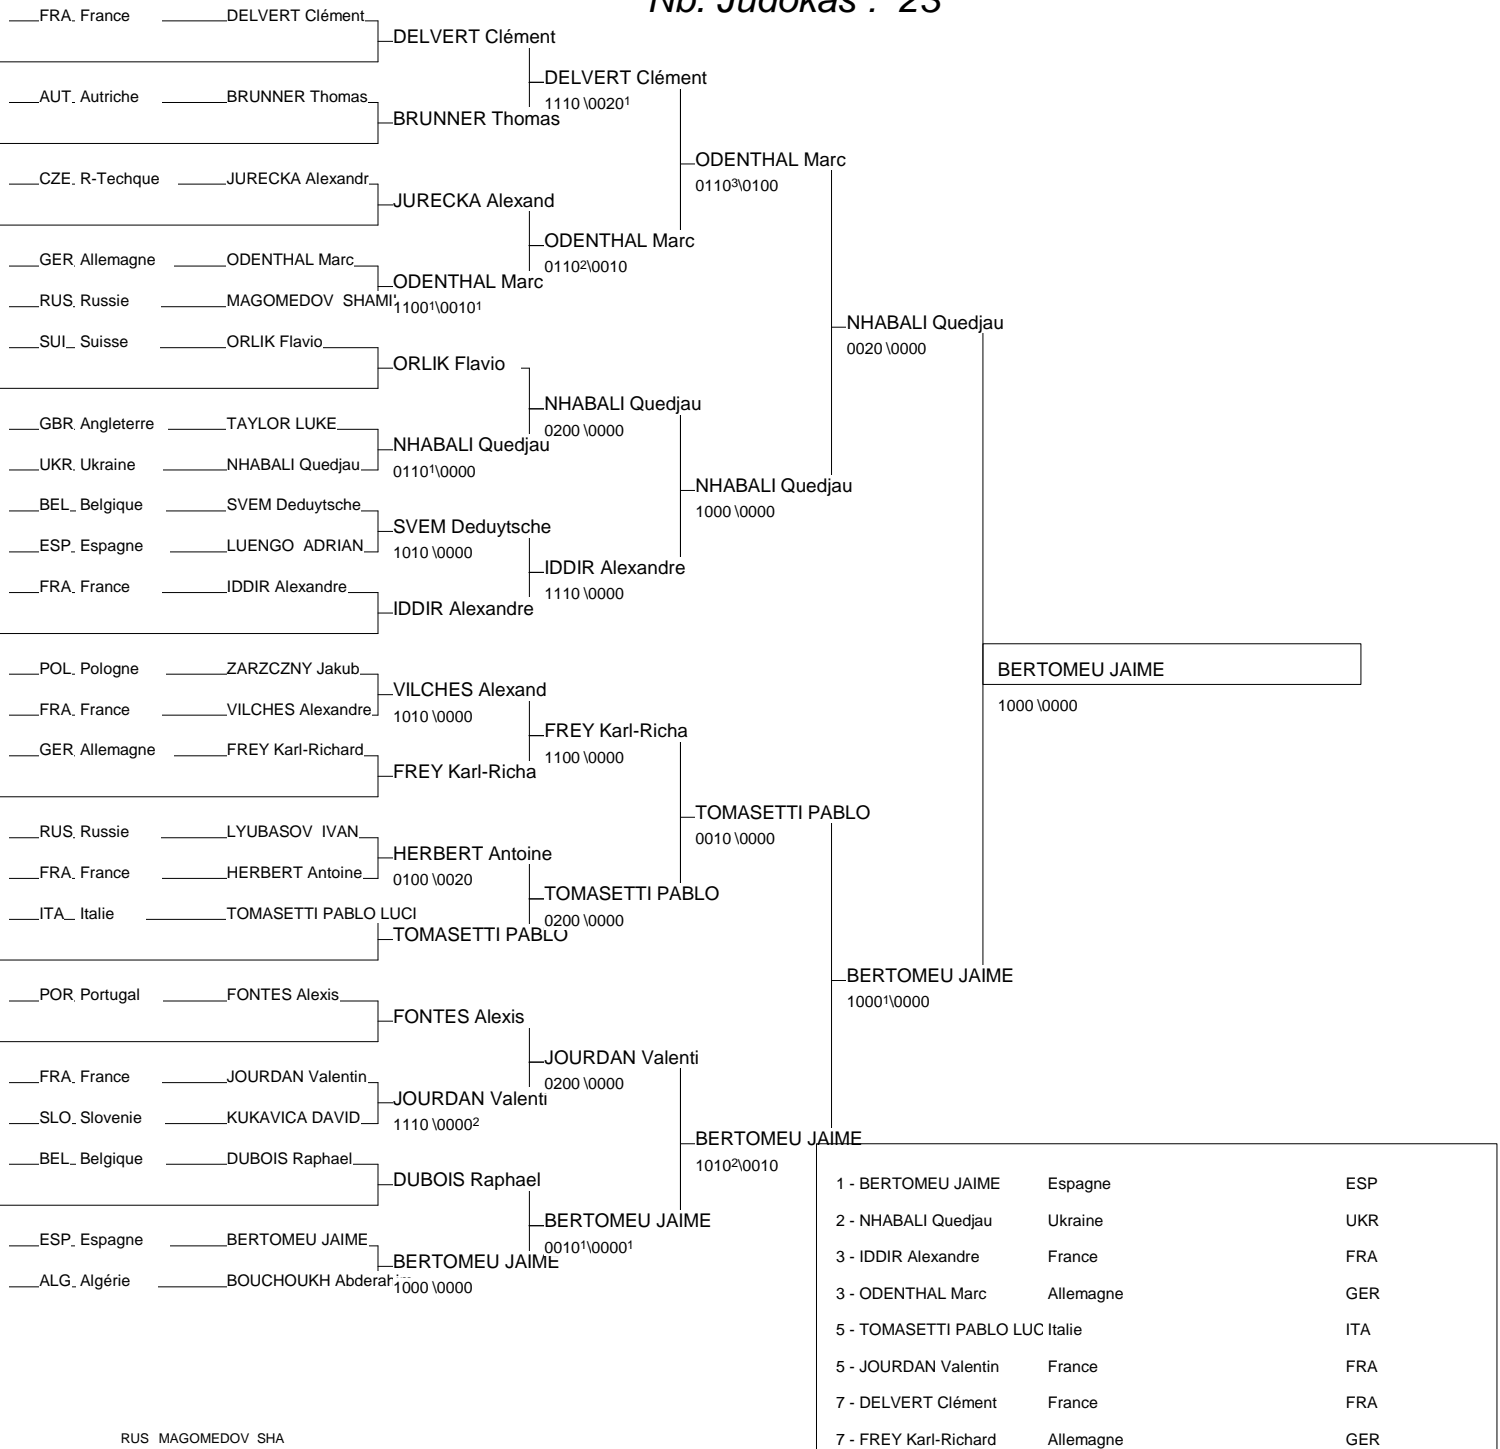 Nb. Judokas : 23
FRA France DELVERT Clément
DELVERT Clément
DELVERT Clément
1110 \0020¹
AUT Autriche BRUNNER Thomas
BRUNNER Thomas
ODENTHAL Marc
0110³\0100
CZE R-Techque JURECKA Alexandr
JURECKA Alexand
ODENTHAL Marc
0110²\0010
GER Allemagne ODENTHAL Marc
ODENTHAL Marc
1100¹\0010¹
RUS Russie MAGOMEDOV SHAMI
NHABALI Quedjau
0020 \0000
SUI Suisse ORLIK Flavio
ORLIK Flavio
NHABALI Quedjau
0200 \0000
GBR Angleterre TAYLOR LUKE
NHABALI Quedjau
0110¹\0000
UKR Ukraine NHABALI Quedjau
NHABALI Quedjau
1000 \0000
BEL Belgique SVEM Deduytsche
SVEM Deduytsche
1010 \0000
ESP Espagne LUENGO ADRIAN
IDDIR Alexandre
1110 \0000
FRA France IDDIR Alexandre
IDDIR Alexandre
BERTOMEU JAIME
1000 \0000
POL Pologne ZARZCZNY Jakub
VILCHES Alexand
1010 \0000
FRA France VILCHES Alexandre
FREY Karl-Richa
1100 \0000
GER Allemagne FREY Karl-Richard
FREY Karl-Richa
TOMASETTI PABLO
0010 \0000
RUS Russie LYUBASOV IVAN
HERBERT Antoine
0100 \0020
FRA France HERBERT Antoine
TOMASETTI PABLO
0200 \0000
ITA Italie TOMASETTI PABLO LUCI
TOMASETTI PABLO
BERTOMEU JAIME
1000¹\0000
POR Portugal FONTES Alexis
FONTES Alexis
JOURDAN Valenti
0200 \0000
FRA France JOURDAN Valentin
JOURDAN Valenti
1110 \0000²
SLO Slovenie KUKAVICA DAVID
BERTOMEU JAIME
1010²\0010
BEL Belgique DUBOIS Raphael
DUBOIS Raphael
BERTOMEU JAIME
0010¹\0000¹
ESP Espagne BERTOMEU JAIME
BERTOMEU JAIME
1000 \0000
ALG Algérie BOUCHOUKH
1 - BERTOMEU JAIME Espagne ESP
2 - NHABALI Quedjau Ukraine UKR
3 - IDDIR Alexandre France FRA
3 - ODENTHAL Marc Allemagne GER
5 - TOMASETTI PABLO LUC Italie ITA
5 - JOURDAN Valentin France FRA
7 - DELVERT Clément France FRA
7 - FREY Karl-Richard Allemagne GER
RUS MAGOMEDOV SHA